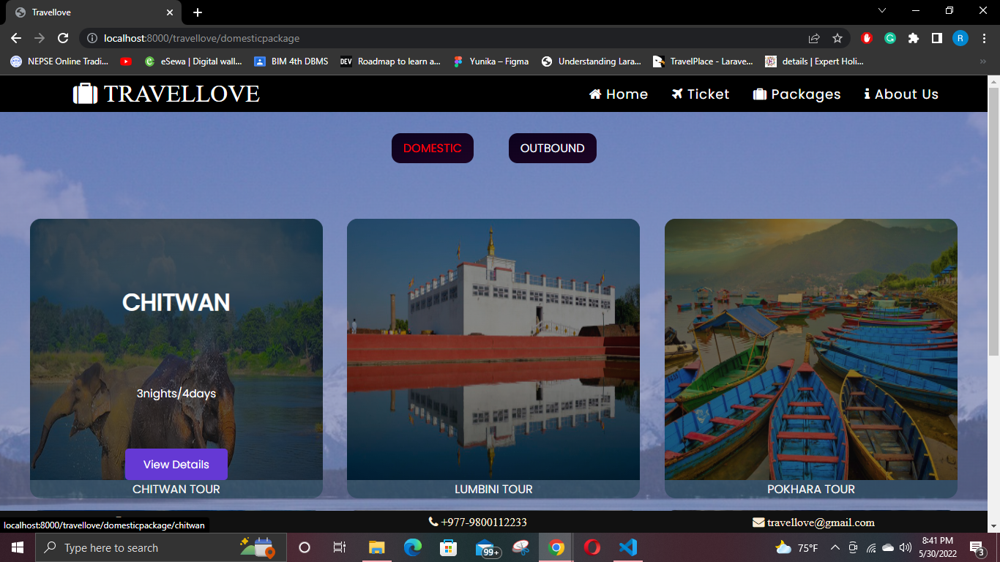 Travellove
localhost:8000/travellove/domesticpackage
NEPSE Online Tradi... eSewa | Digital wall... BIM 4th DBMS DEV Roadmap to learn a... Yunika – Figma Understanding Lara... TravelPlace - Larave... details | Expert Holi...
R
TRAVELLOVE Home Ticket Packages About Us
DOMESTIC OUTBOUND
CHITWAN
3nights/4days
View Details
CHITWAN TOUR LUMBINI TOUR POKHARA TOUR
localhost:8000/travellove/domesticpackage/chitwan
+977-9800112233 travellove@gmail.com
Type here to search
99+
75°F
8:41 PM
5/30/2022
3